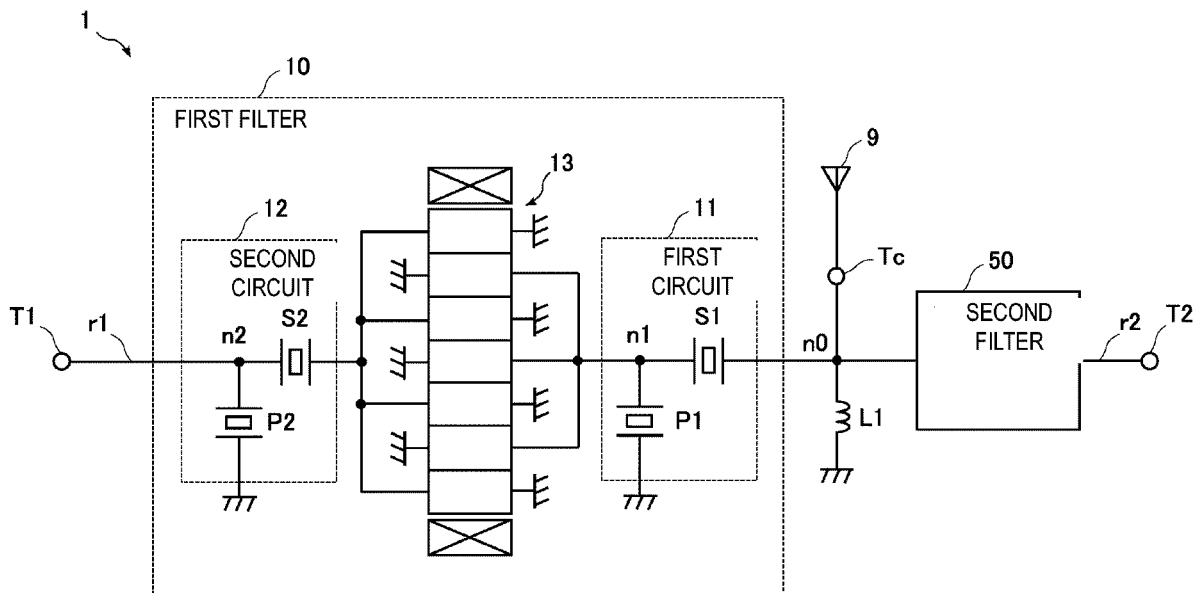 1
10
FIRST FILTER
13
9
12
SECOND
CIRCUIT
11
FIRST
CIRCUIT
Tc
50
SECOND
FILTER
T1
r1
n2
S2
n1
S1
n0
r2
T2
P2
P1
L1